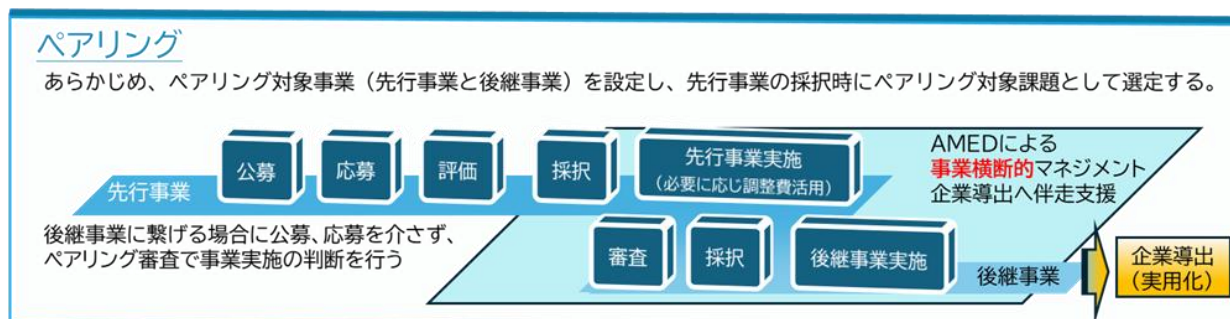 ペアリング
あらかじめ、ペアリング対象事業（先行事業と後継事業）を設定し、先行事業の採択時にペアリング対象課題として選定する。
先行事業
公募
応募
評価
採択
先行事業実施
（必要に応じ調整費活用）
AMEDによる
事業横断的マネジメント
企業導出へ伴走支援
後継事業に繋げる場合に公募、応募を介さず、
ペアリング審査で事業実施の判断を行う
審査
採択
後継事業実施
後継事業
企業導出
（実用化）